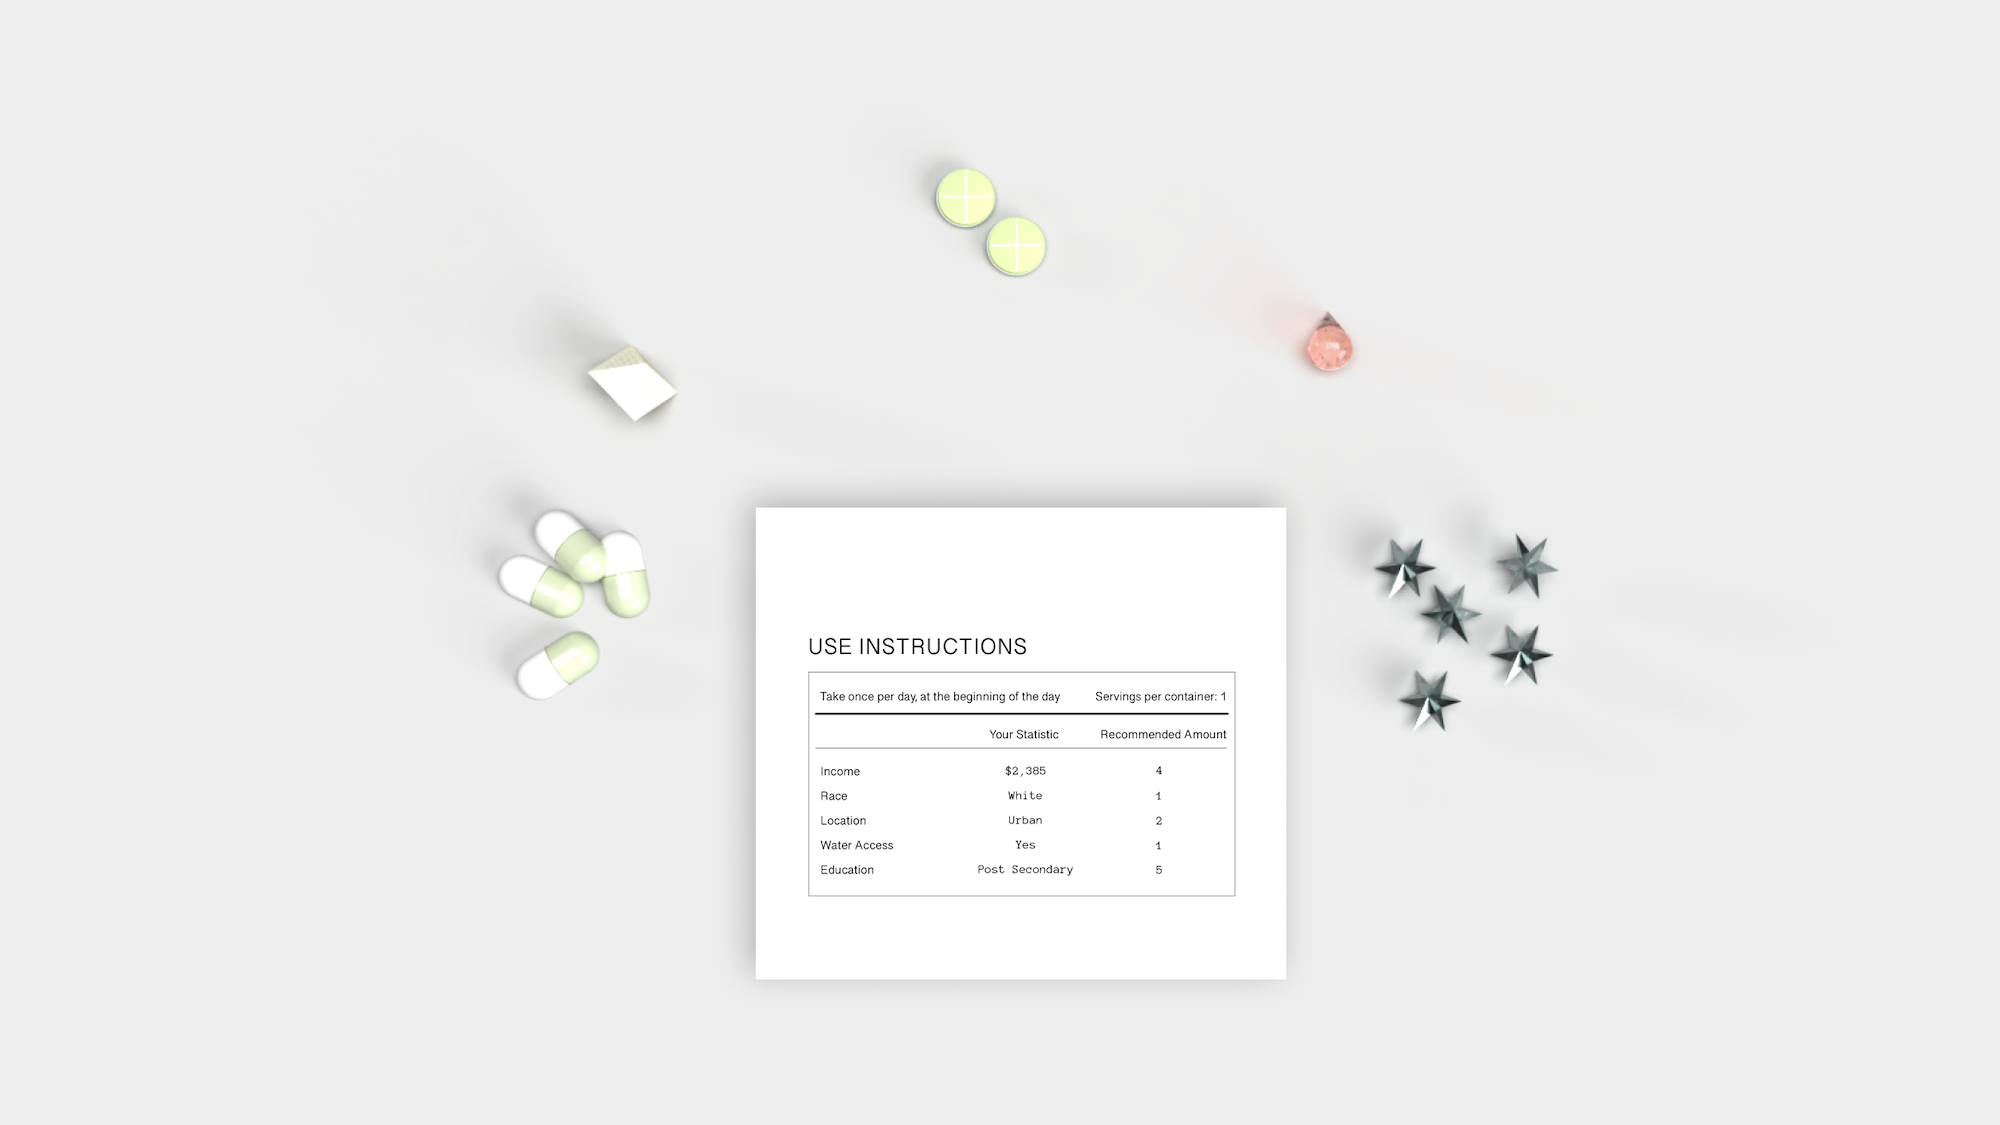 USE INSTRUCTIONS
Take once per day, at the beginning of the day Servings per container: 1
Your Statistic Recommended Amount
Income $2,385 4
Race White 1
Location Urban 2
Water Access Yes 1
Education Post Secondary 5